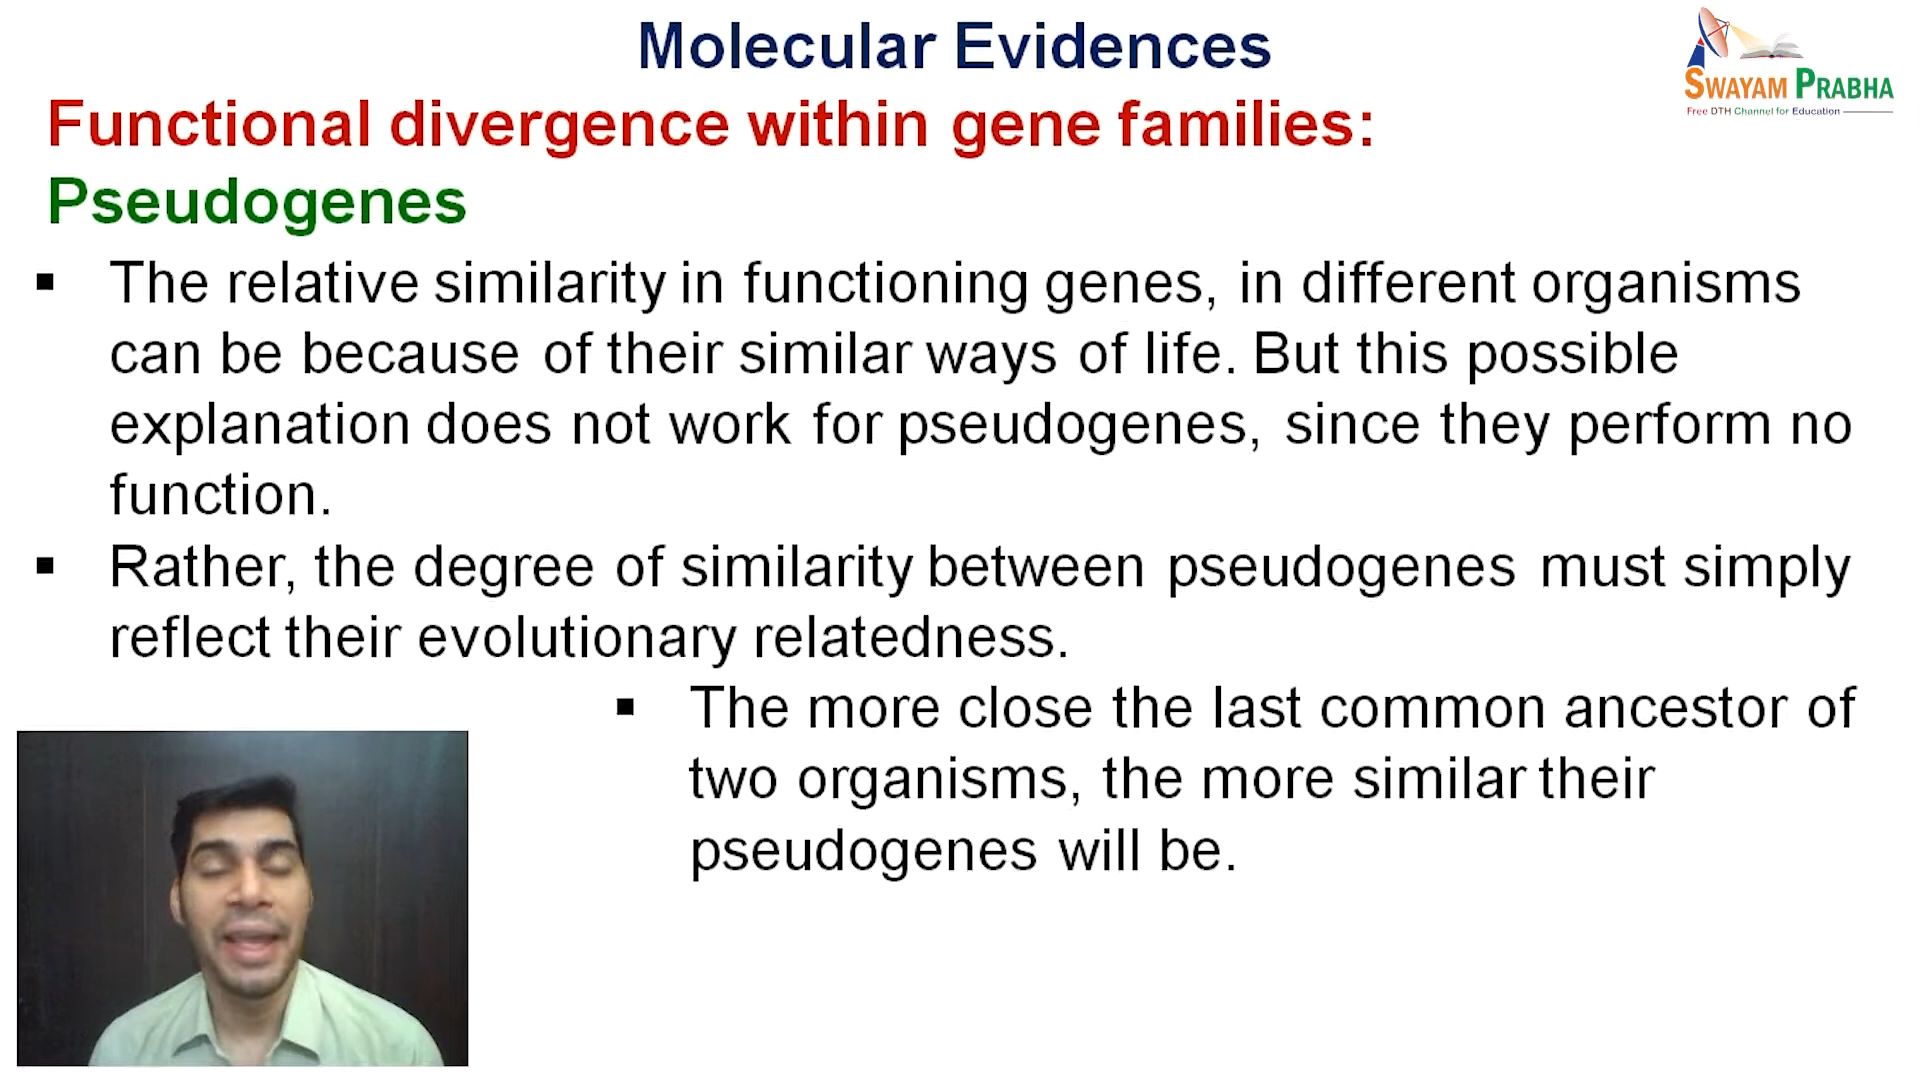 Molecular Evidences
SWAYAM PRABHA
Free DTH Channel for Education
Functional divergence within gene families:
Pseudogenes
▪ The relative similarity in functioning genes, in different organisms
can be because of their similar ways of life. But this possible
explanation does not work for pseudogenes, since they perform no
function.
▪ Rather, the degree of similarity between pseudogenes must simply
reflect their evolutionary relatedness.
▪ The more close the last common ancestor of
two organisms, the more similar their
pseudogenes will be.